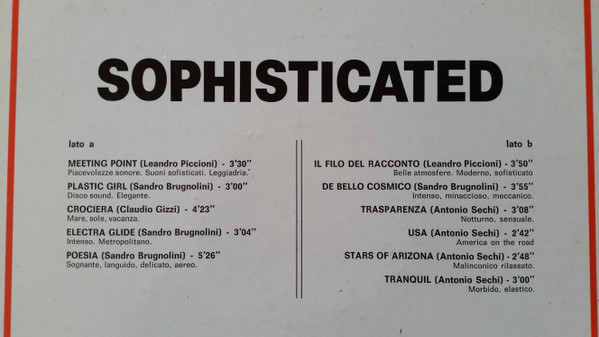 SOPHISTICATED
lato a
MEETING POINT (Leandro Piccioni) - 3'30"
Piacevolezze sonore. Suoni sofisticati. Leggiadria.
PLASTIC GIRL (Sandro Brugnolini) - 3'00"
Disco sound. Elegante.
CROCIERA (Claudio Gizzi) - 4'23"
Mare, sole, vacanza.
ELECTRA GLIDE (Sandro Brugnolini) - 3'04"
Intenso. Metropolitano.
POESIA (Sandro Brugnolini) - 5'26"
Sognante, languido, delicato, aereo.
lato b
IL FILO DEL RACCONTO (Leandro Piccioni) - 3'50"
Belle atmosfere. Moderno, sofisticato
DE BELLO COSMICO (Sandro Brugnolini) - 3'55"
Intenso, minaccioso, meccanico.
TRASPARENZA (Antonio Sechi) - 3'08"
Notturno, sensuale.
USA (Antonio Sechi) - 2'42"
America on the road
STARS OF ARIZONA (Antonio Sechi) - 2'48"
Malinconico rilassato.
TRANQUIL (Antonio Sechi) - 3'00"
Morbido, elastico.